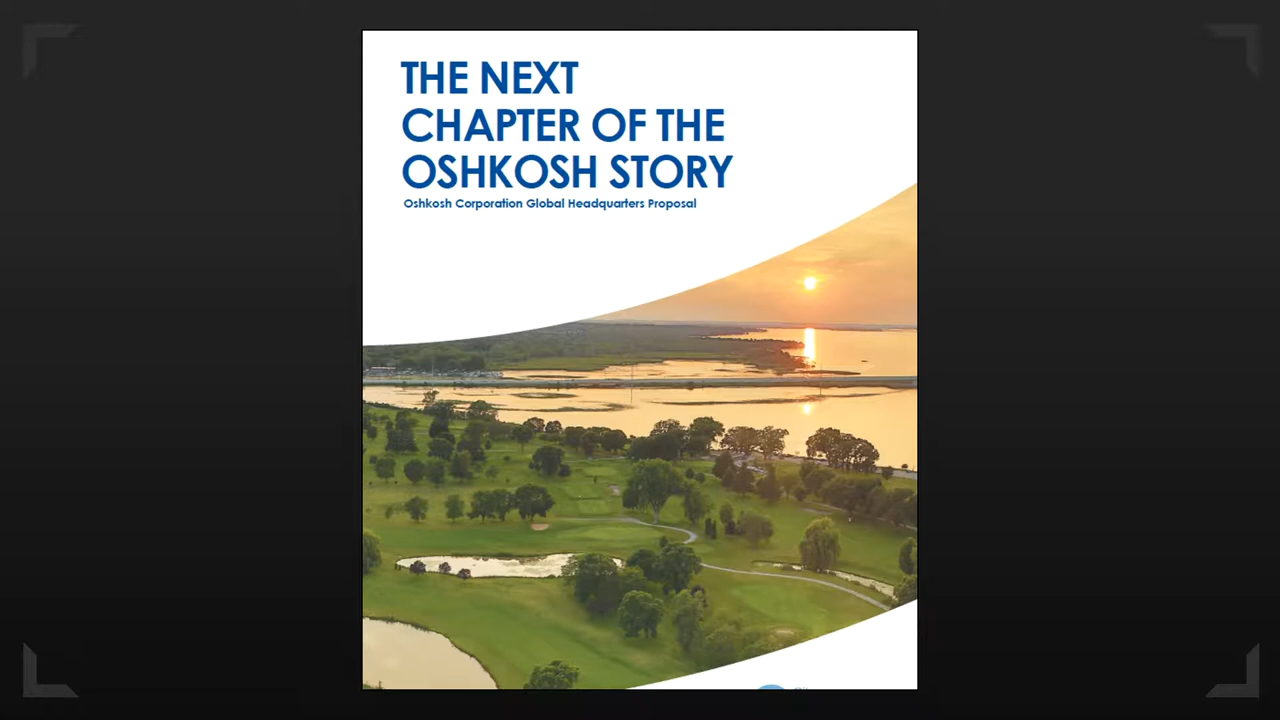 THE NEXT
CHAPTER OF THE
OSHKOSH STORY
Oshkosh Corporation Global Headquarters Proposal